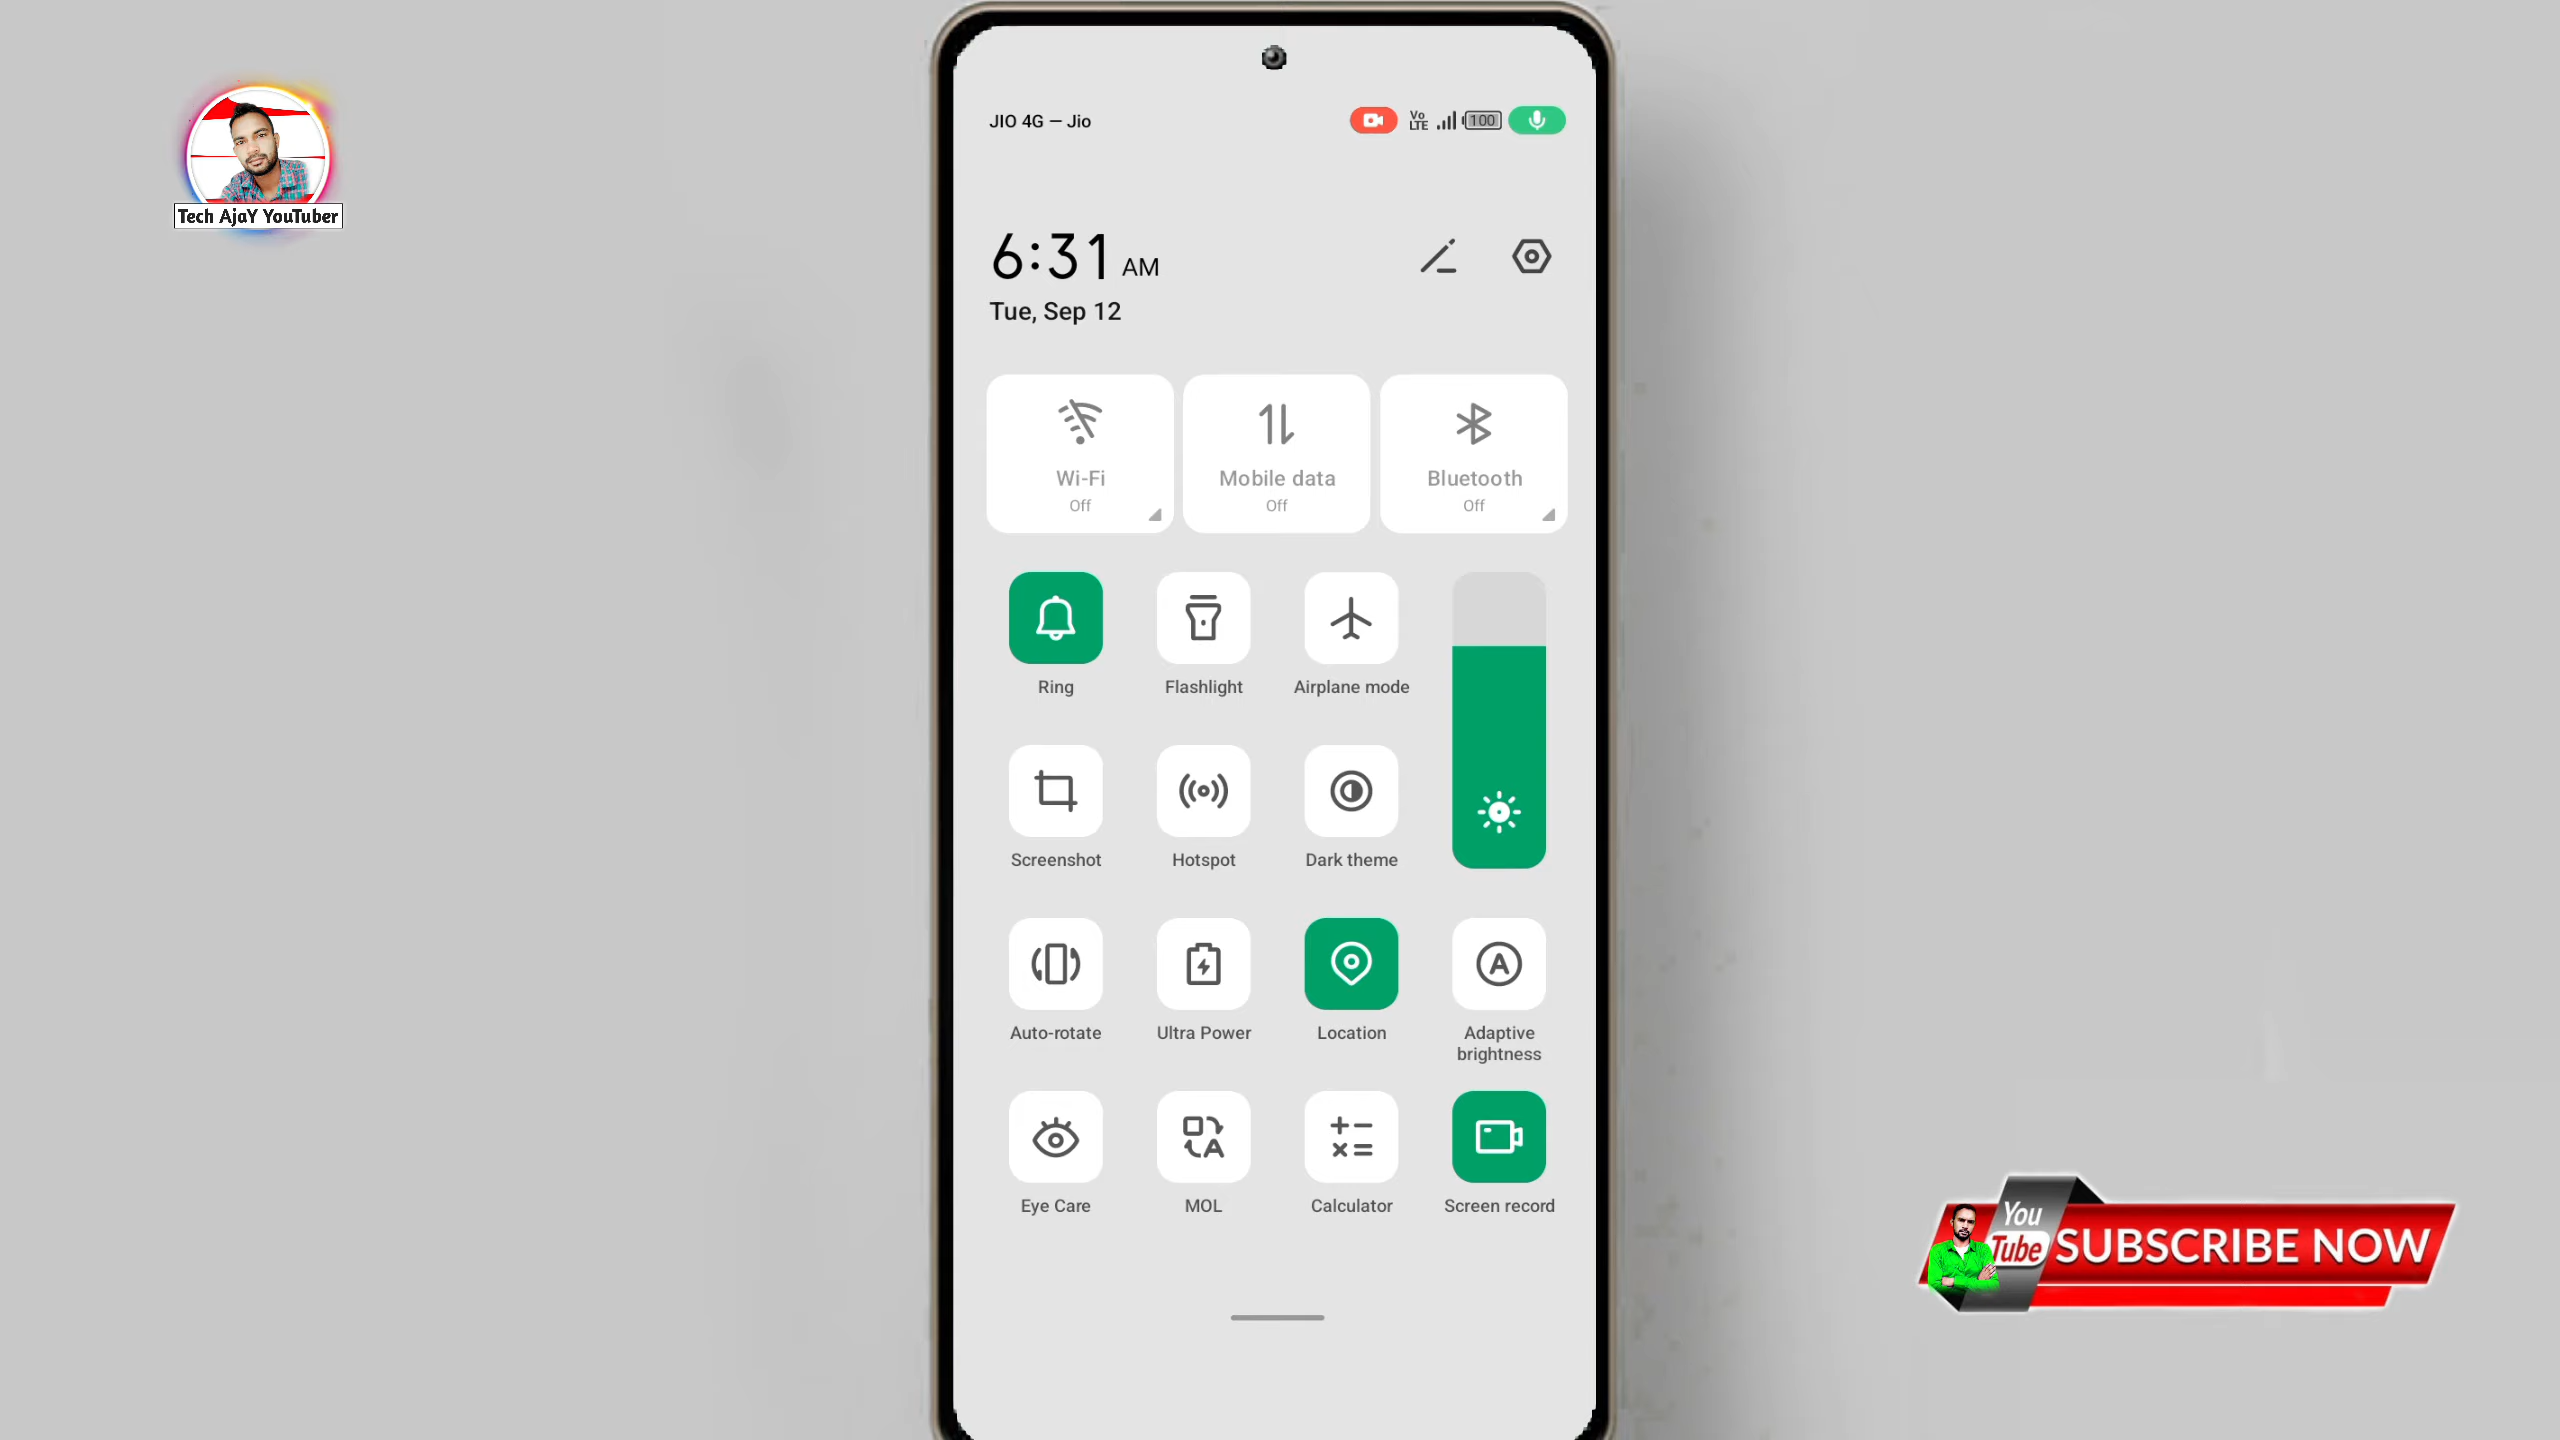 Tech AjaY YouTuber
JIO 4G — Jio
Vo
LTE
100
6:31 AM
Tue, Sep 12
Wi-Fi
Off
Mobile data
Off
Bluetooth
Off
Ring
Flashlight
Airplane mode
Screenshot
Hotspot
Dark theme
Auto-rotate
Ultra Power
Location
Adaptive
brightness
Eye Care
MOL
Calculator
Screen record
You
Tube
SUBSCRIBE NOW